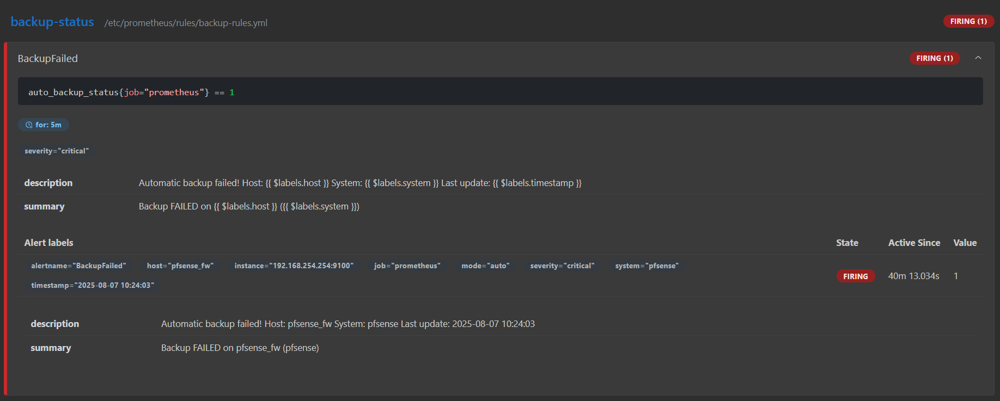 backup-status /etc/prometheus/rules/backup-rules.yml FIRING (1)
BackupFailed FIRING (1)
auto_backup_status{job="prometheus"} == 1
for: 5m
severity="critical"
description Automatic backup failed! Host: {{ $labels.host }} System: {{ $labels.system }} Last update: {{ $labels.timestamp }}
summary Backup FAILED on {{ $labels.host }} ({{ $labels.system }})
Alert labels State Active Since Value
alertname="BackupFailed" host="pfsense_fw" instance="192.168.254.254:9100" job="prometheus" mode="auto" severity="critical" system="pfsense"
FIRING 40m 13.034s 1
timestamp="2025-08-07 10:24:03"
description Automatic backup failed! Host: pfsense_fw System: pfsense Last update: 2025-08-07 10:24:03
summary Backup FAILED on pfsense_fw (pfsense)